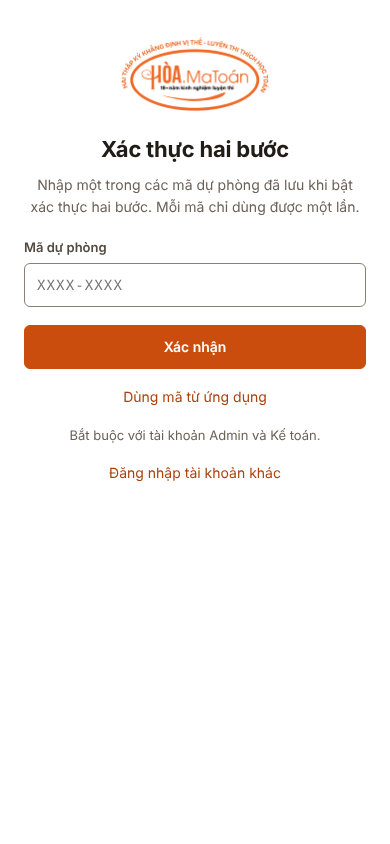 HAI THẬP KỶ KHẲNG ĐỊNH VỊ THẾ - LUYỆN THI THÍCH HỌC TOÁN
HÒA.MaToán
18+ năm kinh nghiệm luyện thi
Xác thực hai bước
Nhập một trong các mã dự phòng đã lưu khi bật
xác thực hai bước. Mỗi mã chỉ dùng được một lần.
Mã dự phòng
XXXX-XXXX
Xác nhận
Dùng mã từ ứng dụng
Bắt buộc với tài khoản Admin và Kế toán.
Đăng nhập tài khoản khác